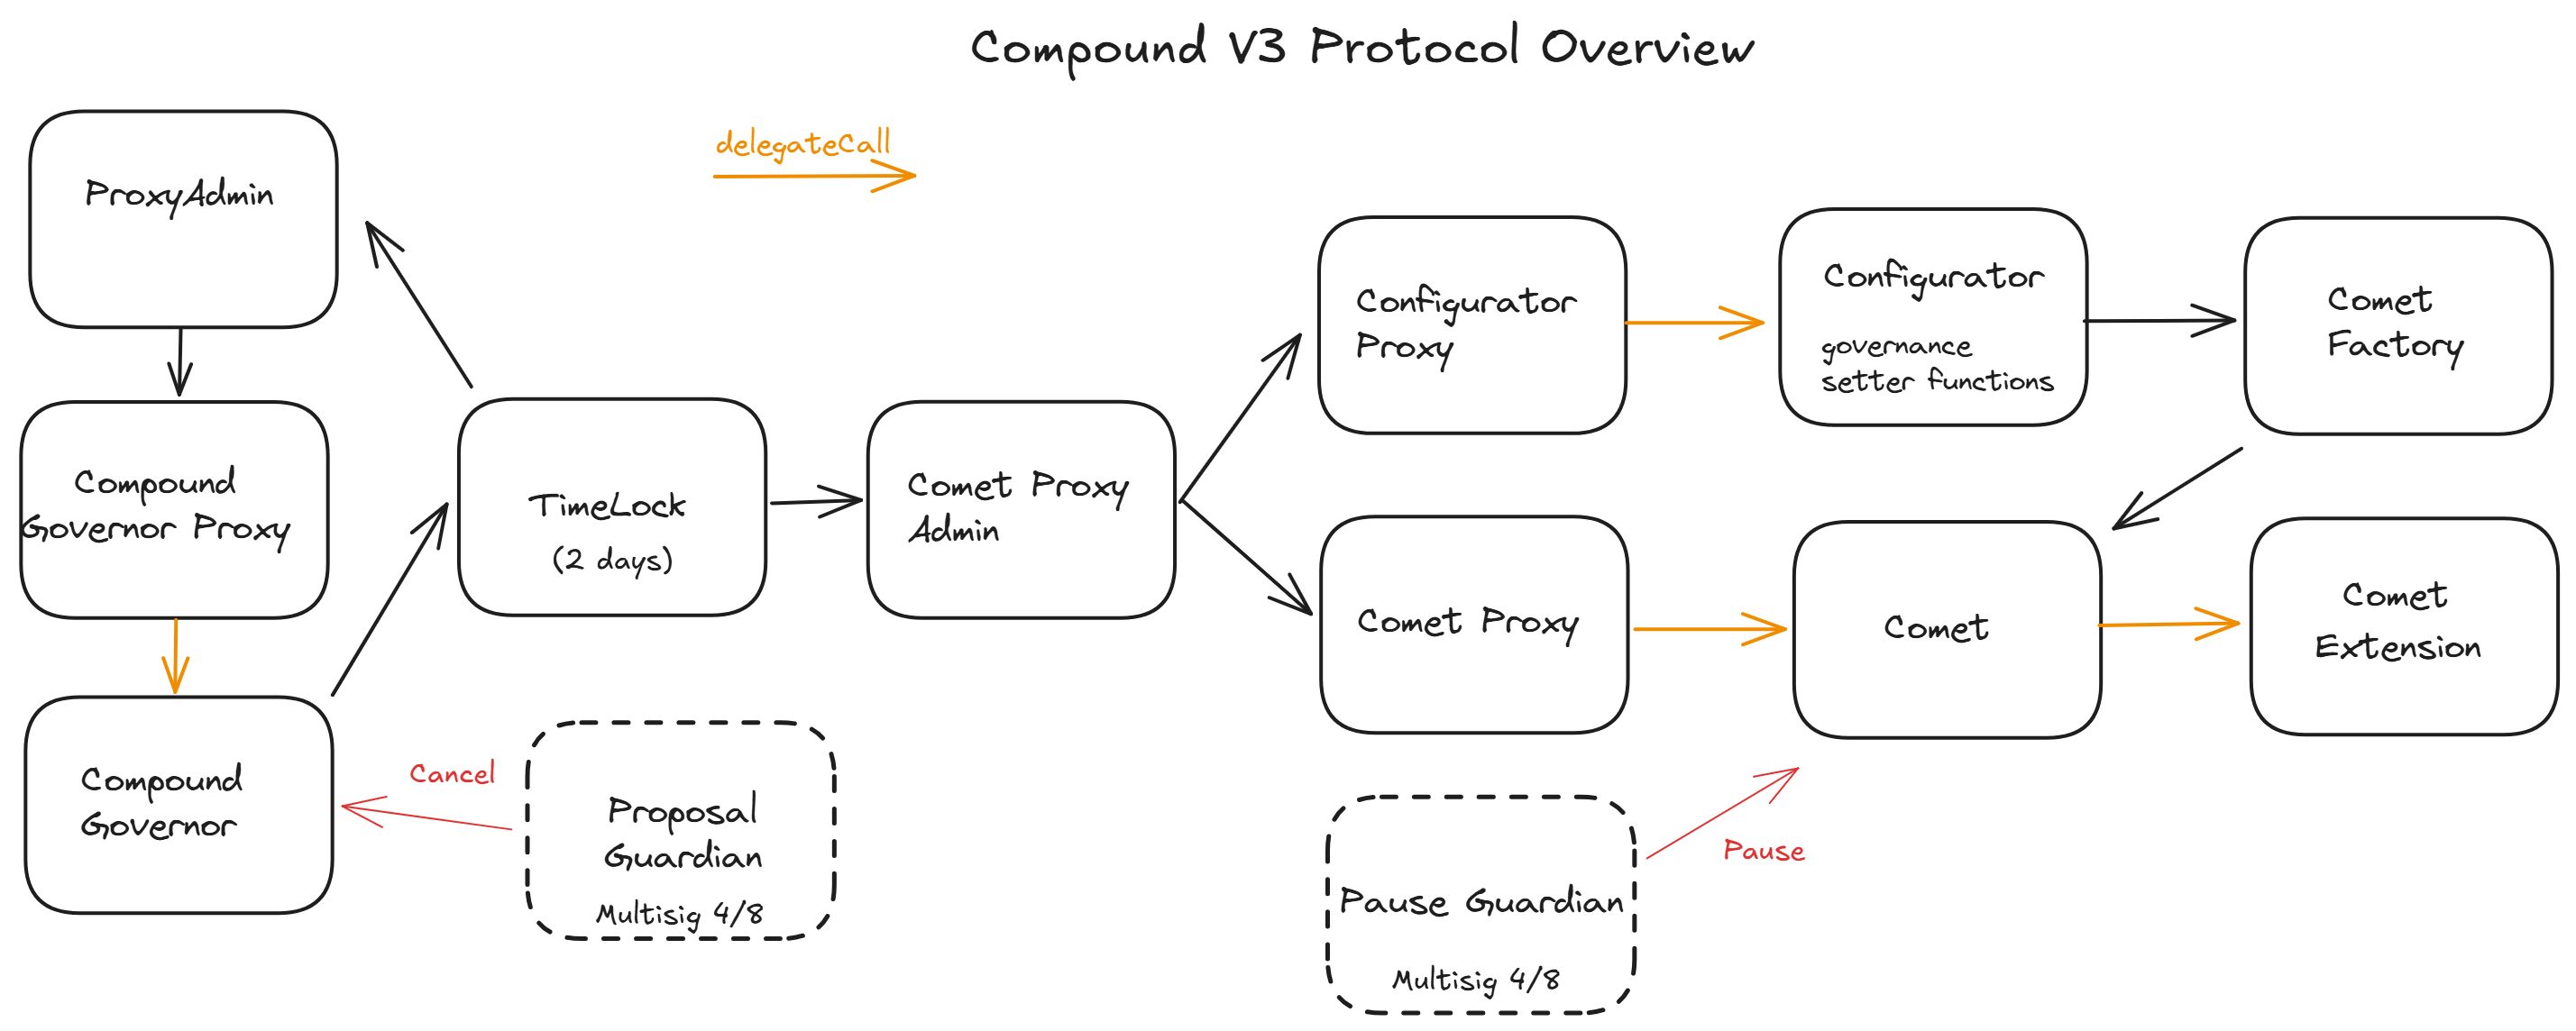 Compound V3 Protocol Overview
delegateCall
ProxyAdmin
Compound
Governor Proxy
Compound
Governor
Cancel
Proposal
Guardian
Multisig 4/8
TimeLock
(2 days)
Comet Proxy
Admin
Configurator
Proxy
Configurator
governance
setter functions
Comet
Factory
Comet Proxy
Comet
Comet
Extension
Pause Guardian
Multisig 4/8
Pause